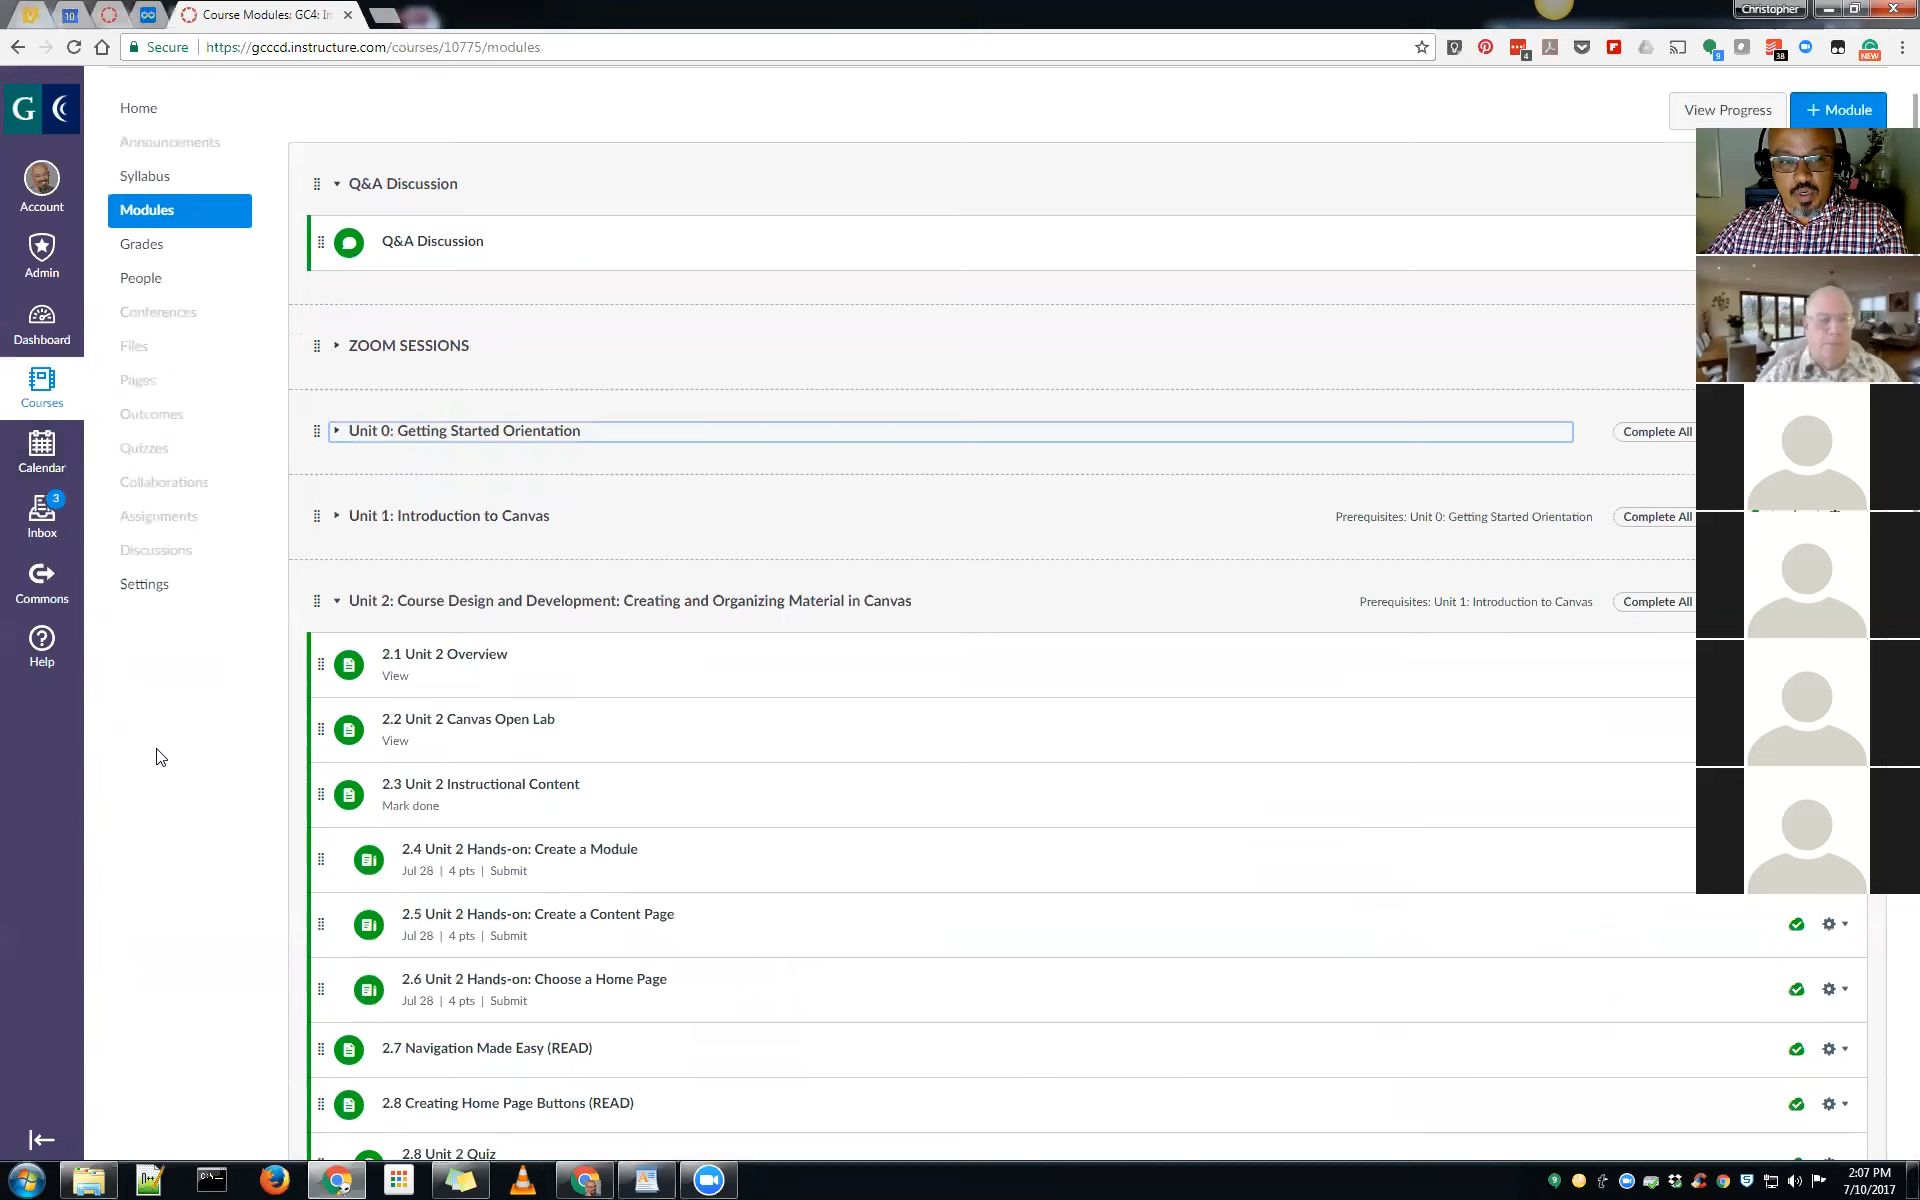 10
Course Modules: GC4: In
Christopher
Secure
https://gcccd.instructure.com/courses/10775/modules
4
9
38
NEW
G
Account
Admin
Dashboard
Courses
Calendar
3
Inbox
Commons
Help
Home
Announcements
Syllabus
Modules
Grades
People
Conferences
Files
Pages
Outcomes
Quizzes
Collaborations
Assignments
Discussions
Settings
View Progress
+ Module
Q&A Discussion
Q&A Discussion
ZOOM SESSIONS
Unit 0: Getting Started Orientation
Complete All
Unit 1: Introduction to Canvas
Prerequisites: Unit 0: Getting Started Orientation
Complete All
Unit 2: Course Design and Development: Creating and Organizing Material in Canvas
Prerequisites: Unit 1: Introduction to Canvas
Complete All
2.1 Unit 2 Overview
View
2.2 Unit 2 Canvas Open Lab
View
2.3 Unit 2 Instructional Content
Mark done
2.4 Unit 2 Hands-on: Create a Module
Jul 28 | 4 pts | Submit
2.5 Unit 2 Hands-on: Create a Content Page
Jul 28 | 4 pts | Submit
2.6 Unit 2 Hands-on: Choose a Home Page
Jul 28 | 4 pts | Submit
2.7 Navigation Made Easy (READ)
2.8 Creating Home Page Buttons (READ)
2.8 Unit 2 Quiz
2:07 PM
7/10/2017